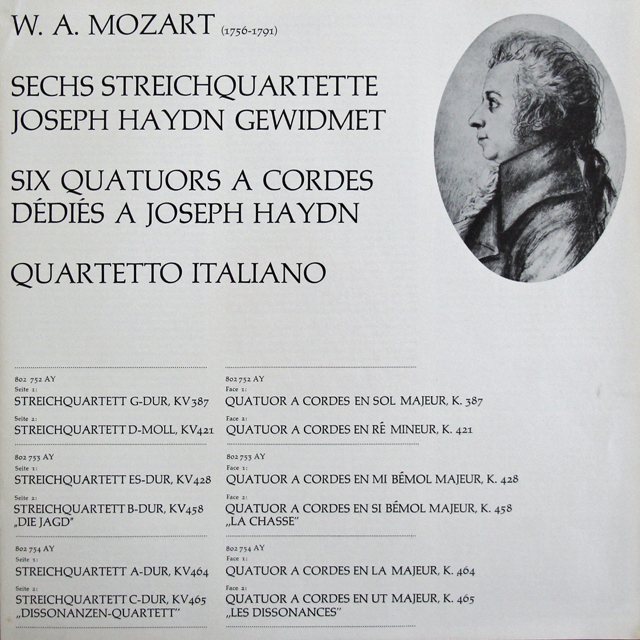 W. A. MOZART (1756-1791)
SECHS STREICHQUARTETTE
JOSEPH HAYDN GEWIDMET
SIX QUATUORS A CORDES
DÉDIÉS A JOSEPH HAYDN
QUARTETTO ITALIANO
802 752 AY
Seite 1:
STREICHQUARTETT G-DUR, KV387
Seite 2:
STREICHQUARTETT D-MOLL, KV421
802 753 AY
Seite 1:
STREICHQUARTETT ES-DUR, KV428
Seite 2:
STREICHQUARTETT B-DUR, KV458
„DIE JAGD"
802 754 AY
Seite 1:
STREICHQUARTETT A-DUR, KV464
Seite 2:
STREICHQUARTETT C-DUR, KV465
„DISSONANZEN-QUARTETT"
802 752 AY
Face 1:
QUATUOR A CORDES EN SOL MAJEUR, K. 387
Face 2:
QUATUOR A CORDES EN RÉ MINEUR, K. 421
802 753 AY
Face 1:
QUATUOR A CORDES EN MI BÉMOL MAJEUR, K. 428
Face 2:
QUATUOR A CORDES EN SI BÉMOL MAJEUR, K. 458
„LA CHASSE"
802 754 AY
Face 1:
QUATUOR A CORDES EN LA MAJEUR, K. 464
Face 2:
QUATUOR A CORDES EN UT MAJEUR, K. 465
„LES DISSONANCES"